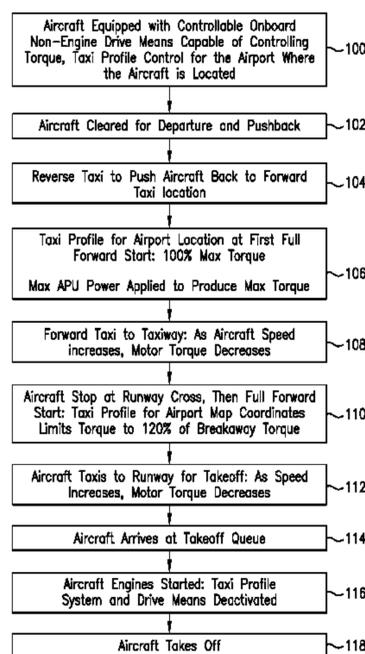 Aircraft Equipped with Controllable Onboard
Non-Engine Drive Means Capable of Controlling
Torque, Taxi Profile Control for the Airport Where
the Aircraft is Located
100
Aircraft Cleared for Departure and Pushback
102
Reverse Taxi to Push Aircraft Back to Forward
Taxi location
104
Taxi Profile for Airport Location at First Full
Forward Start: 100% Max Torque
Max APU Power Applied to Produce Max Torque
106
Forward Taxi to Taxiway: As Aircraft Speed
increases, Motor Torque Decreases
108
Aircraft Stop at Runway Cross, Then Full Forward
Start: Taxi Profile for Airport Map Coordinates
Limits Torque to 120% of Breakaway Torque
110
Aircraft Taxis to Runway for Takeoff: As Speed
Increases, Motor Torque Decreases
112
Aircraft Arrives at Takeoff Queue
114
Aircraft Engines Started: Taxi Profile
System and Drive Means Deactivated
116
Aircraft Takes Off
118